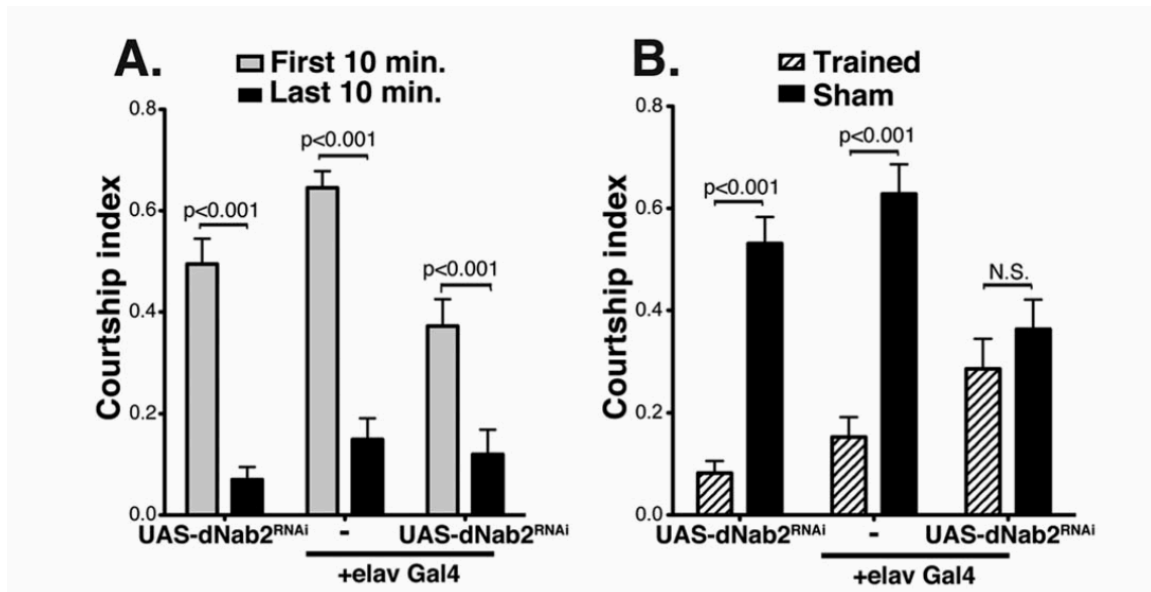 A.
First 10 min.
Last 10 min.
Courtship index
0.8
0.6
0.4
0.2
0.0
p<0.001
p<0.001
p<0.001
UAS-dNab2RNAi
-
UAS-dNab2RNAi
+elav Gal4
B.
Trained
Sham
Courtship index
0.8
0.6
0.4
0.2
0.0
p<0.001
p<0.001
N.S.
UAS-dNab2RNAi
-
UAS-dNab2RNAi
+elav Gal4